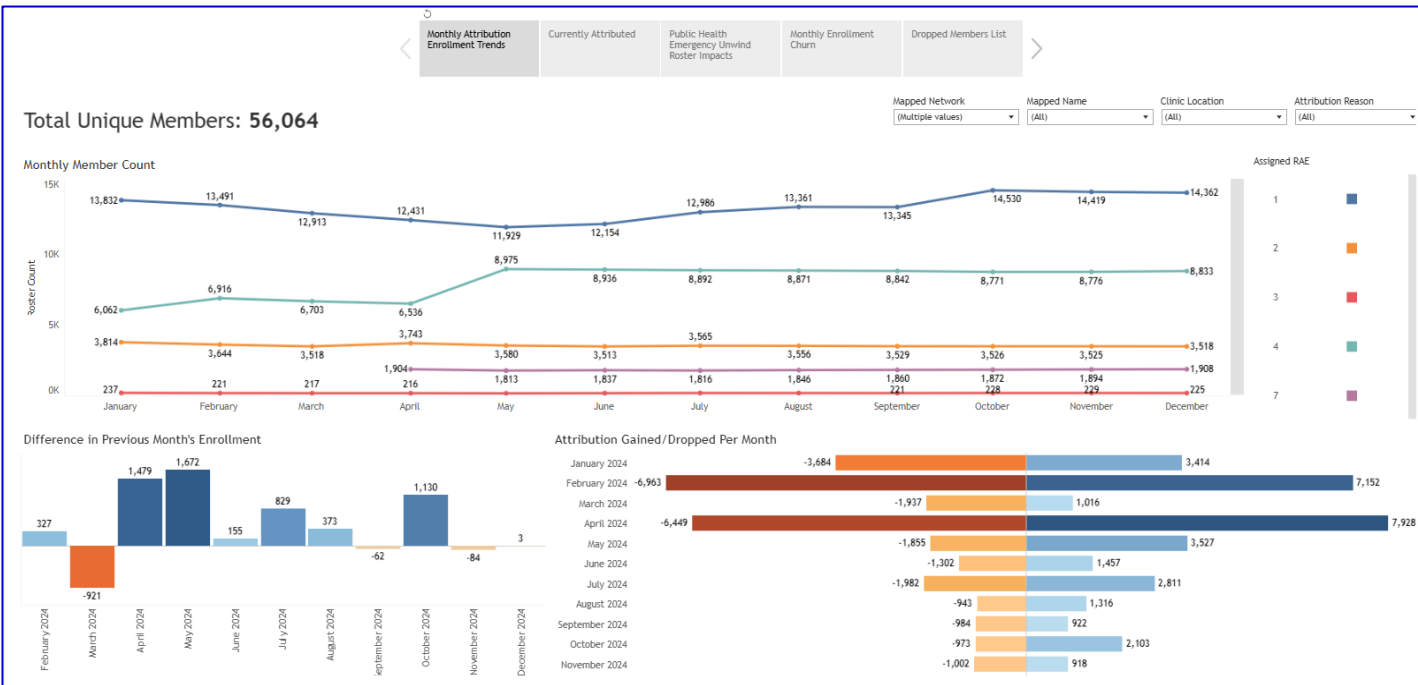 Monthly Attribution
Enrollment Trends
Currently Attributed
Public Health
Emergency Unwind
Roster Impacts
Monthly Enrollment
Churn
Dropped Members List
Total Unique Members: 56,064
Mapped Network
(Multiple values)
Mapped Name
(All)
Clinic Location
(All)
Attribution Reason
(All)
Monthly Member Count
Assigned RAE
1
2
3
4
7
Roster Count
15K
10K
5K
0K
13,832 13,491 12,913 12,431 11,929 12,154 12,986 13,361 13,345 14,530 14,419 14,362
6,062 6,916 6,703 6,536 8,975 8,936 8,892 8,871 8,842 8,771 8,776 8,833
3,814 3,644 3,518 3,743 3,580 3,513 3,565 3,556 3,529 3,526 3,525 3,518
1,904 1,813 1,837 1,816 1,846 1,860 1,872 1,894 1,908
237 221 217 216 221 228 229 225
January February March April May June July August September October November December
Difference in Previous Month's Enrollment
327
-921
1,479
1,672
155
829
373
-62
1,130
-84
3
February 2024
March 2024
April 2024
May 2024
June 2024
July 2024
August 2024
eptember 2024
October 2024
November 2024
December 2024
Attribution Gained/Dropped Per Month
January 2024 -3,684 3,414
February 2024 -6,963 7,152
March 2024 -1,937 1,016
April 2024 -6,449 7,928
May 2024 -1,855 3,527
June 2024 -1,302 1,457
July 2024 -1,982 2,811
August 2024 -943 1,316
September 2024 -984 922
October 2024 -973 2,103
November 2024 -1,002 918